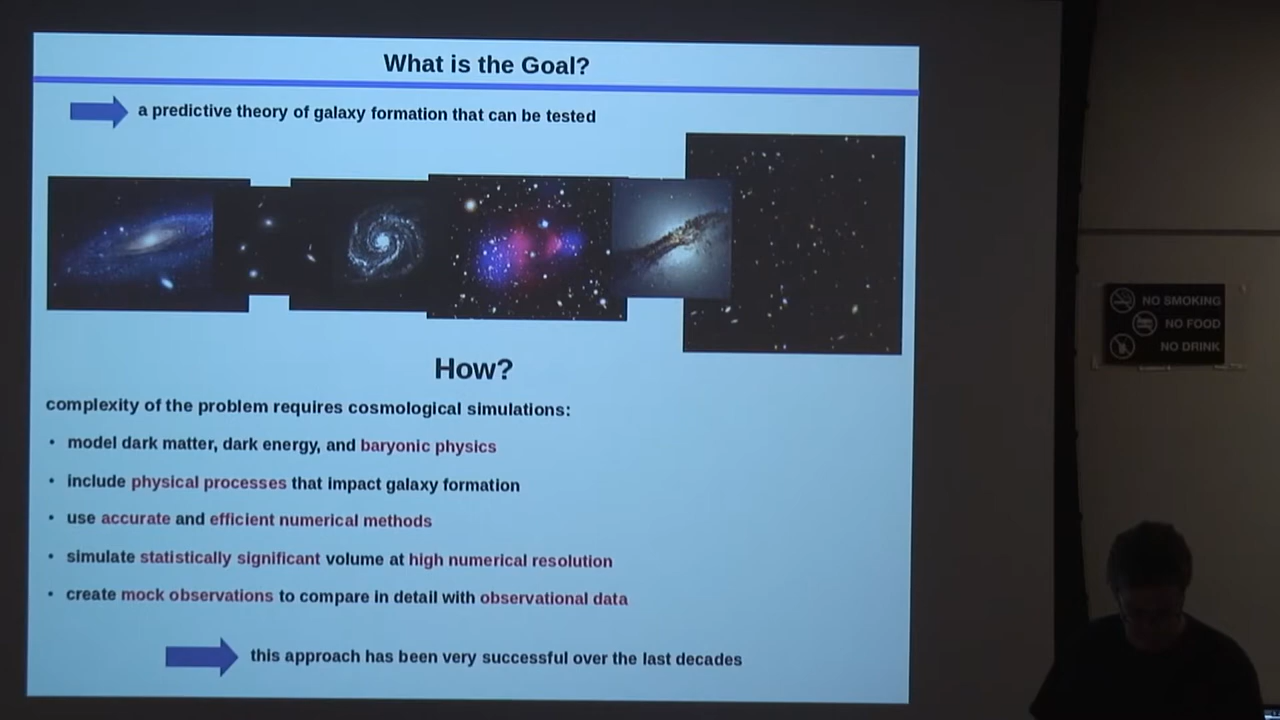 What is the Goal?
a predictive theory of galaxy formation that can be tested
How?
complexity of the problem requires cosmological simulations:
• model dark matter, dark energy, and baryonic physics
• include physical processes that impact galaxy formation
• use accurate and efficient numerical methods
• simulate statistically significant volume at high numerical resolution
• create mock observations to compare in detail with observational data
this approach has been very successful over the last decades
NO SMOKING
NO FOOD
NO DRINK